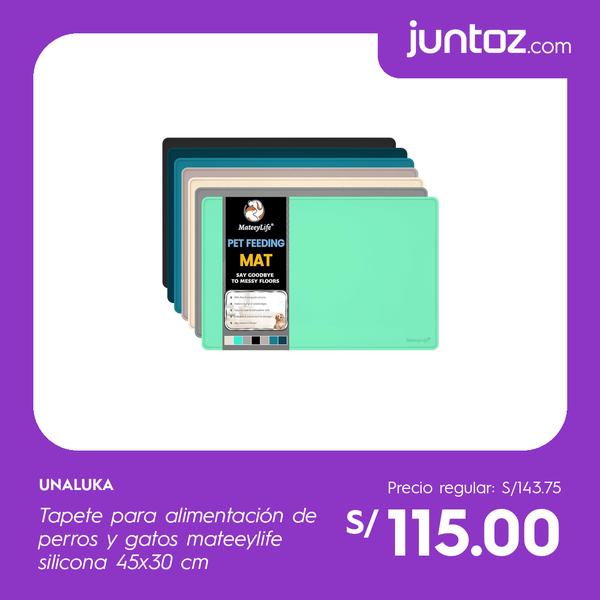 juntoz.com
MateeyLife®
PET FEEDING
MAT
SAY GOODBYE
TO MESSY FLOORS
MateeyLife®
UNALUKA
Tapete para alimentación de
perros y gatos mateeylife
silicona 45x30 cm
Precio regular: S/143.75
S/115.00